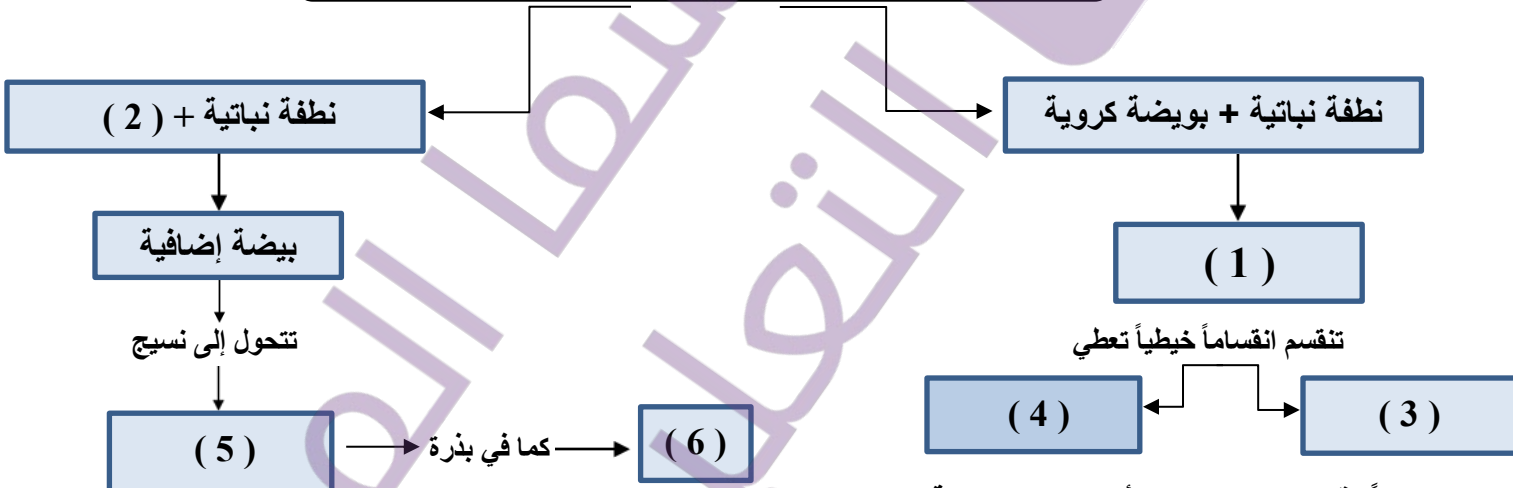 نطفة نباتية + بويضة كروية
نطفة نباتية + ( 2 )
( 1 )
بيضة إضافية
تنقسم انقساماً خيطياً تعطي
تتحول إلى نسيج
( 3 )
( 4 )
( 6 )
كما في بذرة
( 5 )